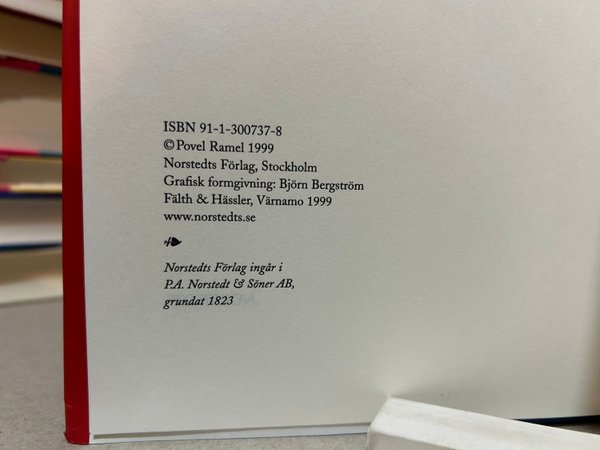 ISBN 91-1-300737-8
© Povel Ramel 1999
Norstedts Förlag, Stockholm
Grafisk formgivning: Björn Bergström
Fälth & Hässler, Värnamo 1999
www.norstedts.se
Norstedts Förlag ingår i
P.A. Norstedt & Söner AB,
grundat 1823